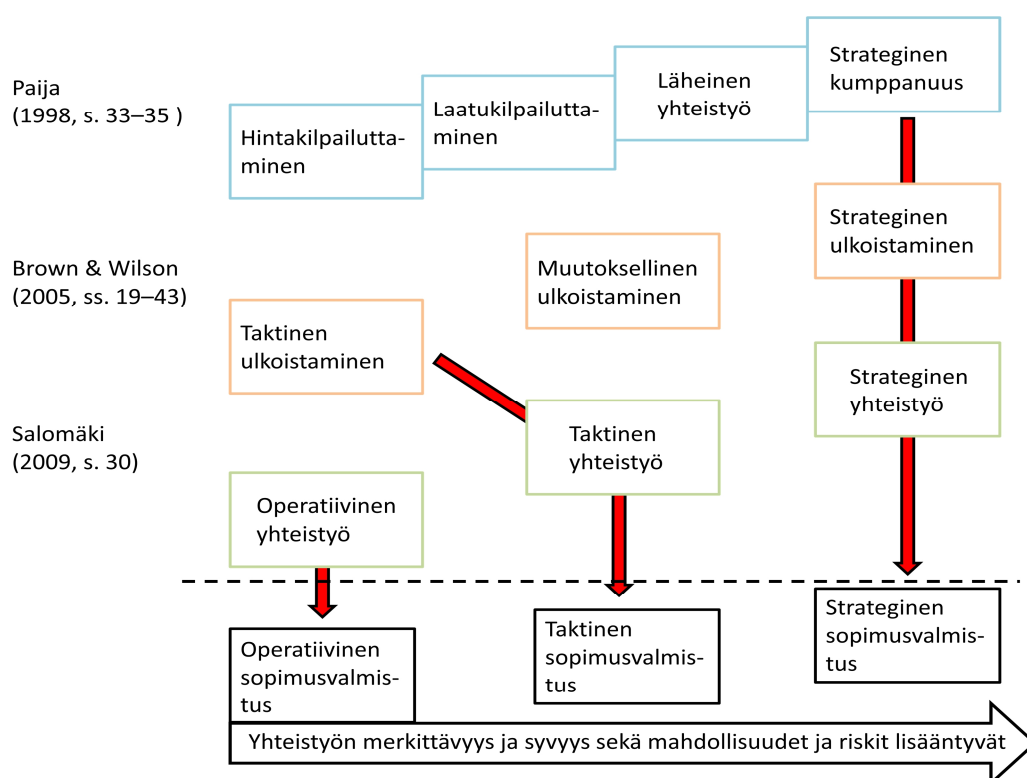 Paija
(1998, s. 33–35 )
Hintakilpailutta-
minen
Laatukilpailutta-
minen
Läheinen
yhteistyö
Strateginen
kumppanuus
Brown & Wilson
(2005, ss. 19–43)
Taktinen
ulkoistaminen
Muutoksellinen
ulkoistaminen
Strateginen
ulkoistaminen
Salomäki
(2009, s. 30)
Operatiivinen
yhteistyö
Taktinen
yhteistyö
Strateginen
yhteistyö
Operatiivinen
sopimusvalmis-
tus
Taktinen
sopimusvalmis-
tus
Strateginen
sopimusvalmis-
tus
Yhteistyön merkittävyys ja syvyys sekä mahdollisuudet ja riskit lisääntyvät